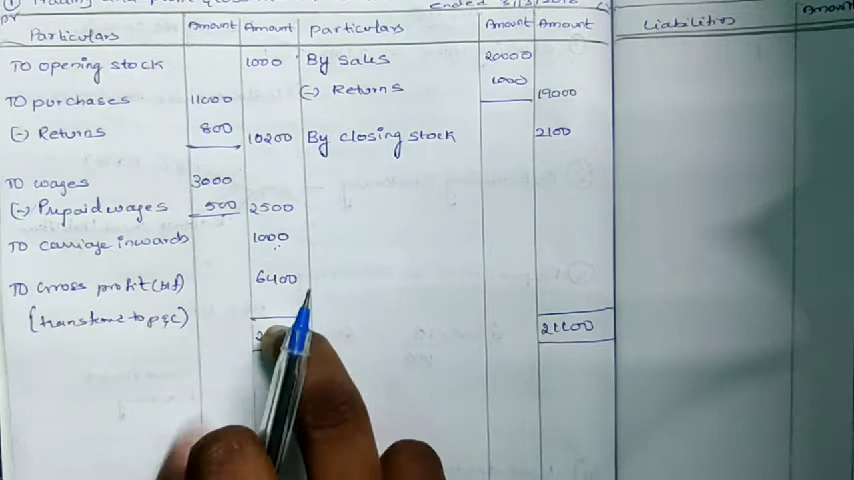 Particulars Amount Amount Particulars Amount Amount Liabilities Amount
To opening stock 1000 By sales 20000
(-) Returns 1000 19000
To purchases 11000
(-) Returns 800 10200 By closing stock 2100
To wages 3000
(-) Prepaid wages 500 2500
To carriage inwards 1000
To Gross profit (b/f) 6400
(transferred to P&C)
21100